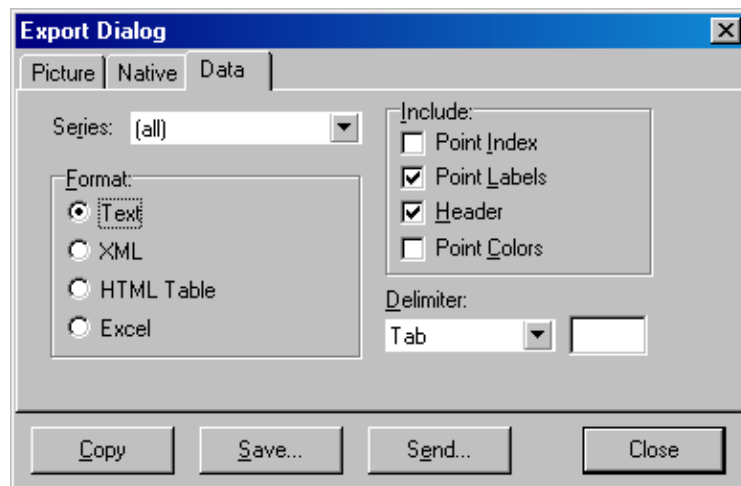 Export Dialog
Picture Native Data
Series: (all)
Format:
Text
XML
HTML Table
Excel
Include:
Point Index
Point Labels
Header
Point Colors
Delimiter:
Tab
Copy Save... Send... Close